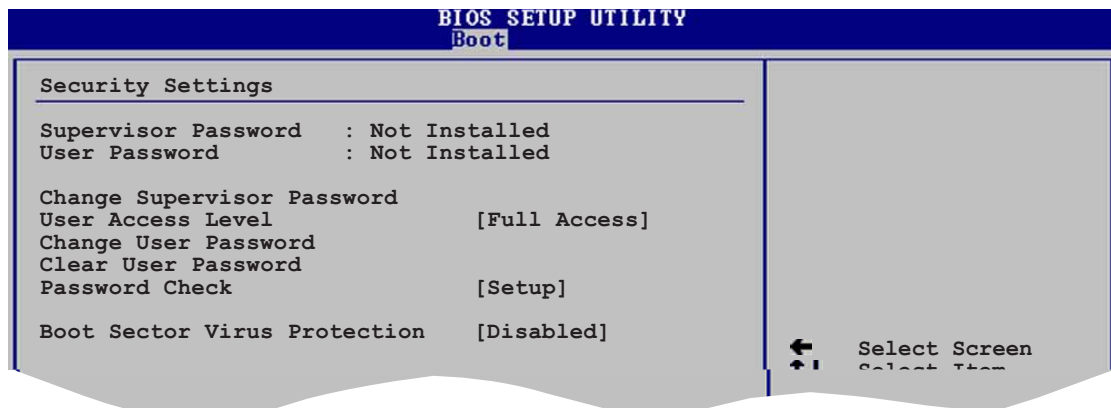 BIOS SETUP UTILITY
Boot
Security Settings
Supervisor Password : Not Installed
User Password : Not Installed
Change Supervisor Password
User Access Level [Full Access]
Change User Password
Clear User Password
Password Check [Setup]
Boot Sector Virus Protection [Disabled]
← Select Screen
Select Item